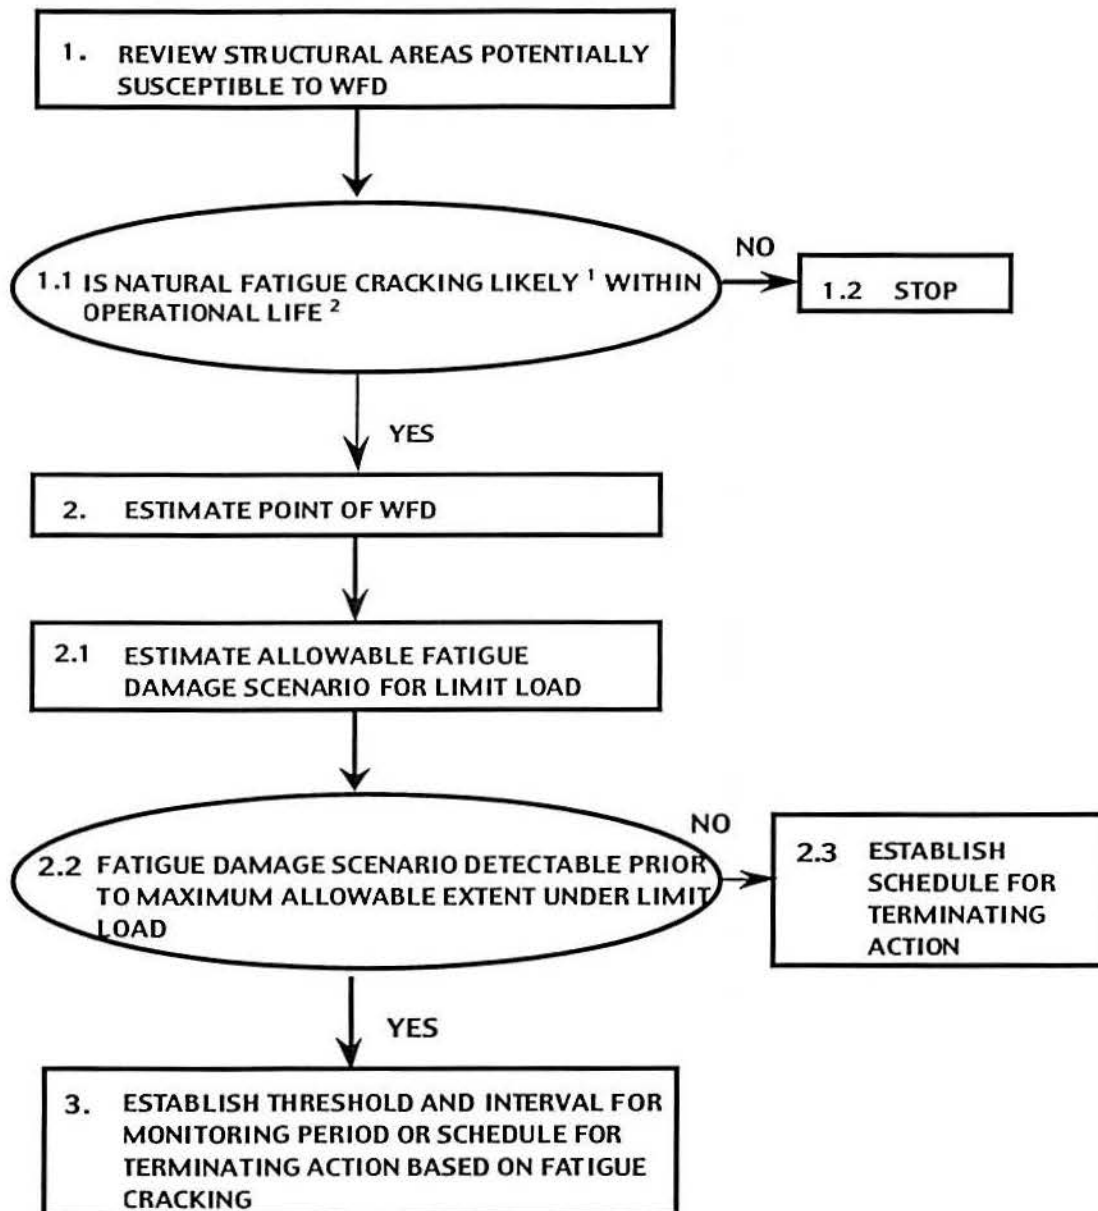 1. REVIEW STRUCTURAL AREAS POTENTIALLY
SUSCEPTIBLE TO WFD
1.1 IS NATURAL FATIGUE CRACKING LIKELY ¹ WITHIN
OPERATIONAL LIFE ²
NO
1.2 STOP
YES
2. ESTIMATE POINT OF WFD
2.1 ESTIMATE ALLOWABLE FATIGUE
DAMAGE SCENARIO FOR LIMIT LOAD
2.2 FATIGUE DAMAGE SCENARIO DETECTABLE PRIOR
TO MAXIMUM ALLOWABLE EXTENT UNDER LIMIT
LOAD
NO
2.3 ESTABLISH
SCHEDULE FOR
TERMINATING
ACTION
YES
3. ESTABLISH THRESHOLD AND INTERVAL FOR
MONITORING PERIOD OR SCHEDULE FOR
TERMINATING ACTION BASED ON FATIGUE
CRACKING